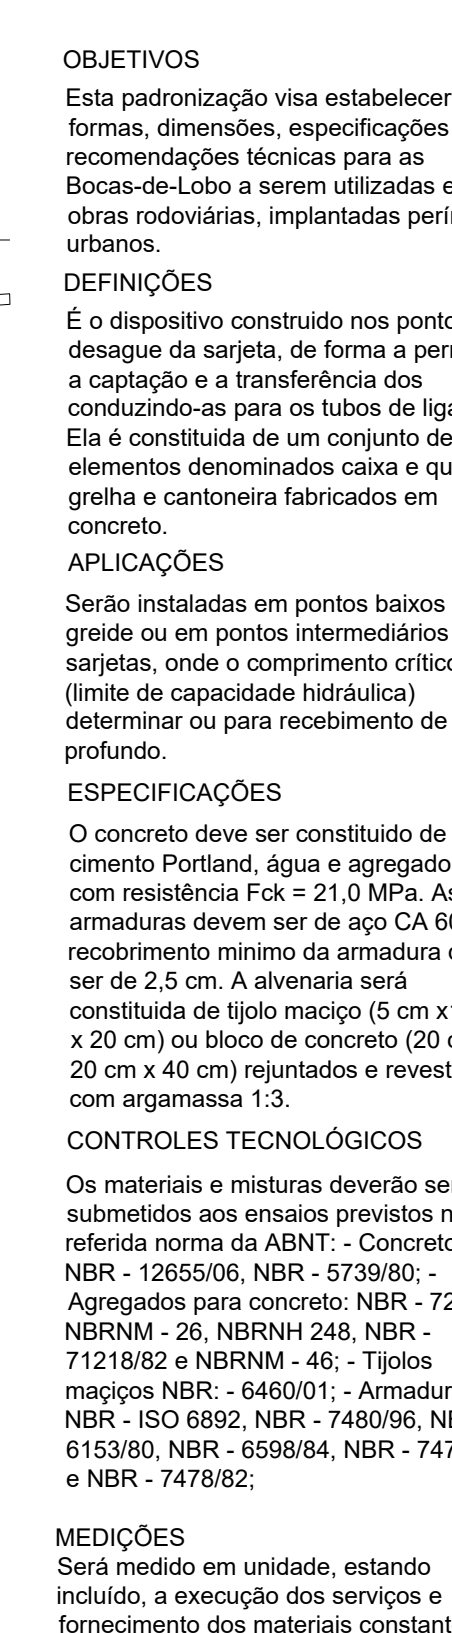 OBJETIVOS
Esta padronização visa estabelecer
formas, dimensões, especificações
recomendações técnicas para as
Bocas-de-Lobo a serem utilizadas
obras rodoviárias, implantadas
urbanos.
DEFINIÇÕES
É o dispositivo construido nos
desague da sarjeta, de forma a
a captação e a transferência dos
conduzindo-as para os tubos de
Ela é constituida de um conjunto de
elementos denominados caixa e
grelha e cantoneira fabricados em
concreto.
APLICAÇÕES
Serão instaladas em pontos baixos
greide ou em pontos intermediários
sarjetas, onde o comprimento
(limite de capacidade hidráulica)
determinar ou para recebimento de
profundo.
ESPECIFICAÇÕES
O concreto deve ser constituido de
cimento Portland, água e agregado
com resistência Fck = 21,0 MPa. As
armaduras devem ser de aço CA
recobrimento minimo da armadura
ser de 2,5 cm. A alvenaria será
constituida de tijolo maciço (5 cm x
x 20 cm) ou bloco de concreto (20
20 cm x 40 cm) rejuntados e
com argamassa 1:3.
CONTROLES TECNOLÓGICOS
Os materiais e misturas deverão
submetidos aos ensaios previstos
referida norma da ABNT: - Concreto
NBR - 12655/06, NBR - 5739/80; -
Agregados para concreto: NBR -
NBRNM - 26, NBRNH 248, NBR -
71218/82 e NBRNM - 46; - Tijolos
maçiços NBR: - 6460/01; -
NBR - ISO 6892, NBR - 7480/96,
6153/80, NBR - 6598/84, NBR -
e NBR - 7478/82;
MEDIÇÕES
Será medido em unidade, estando
incluído, a execução dos serviços e
fornecimento dos materiais